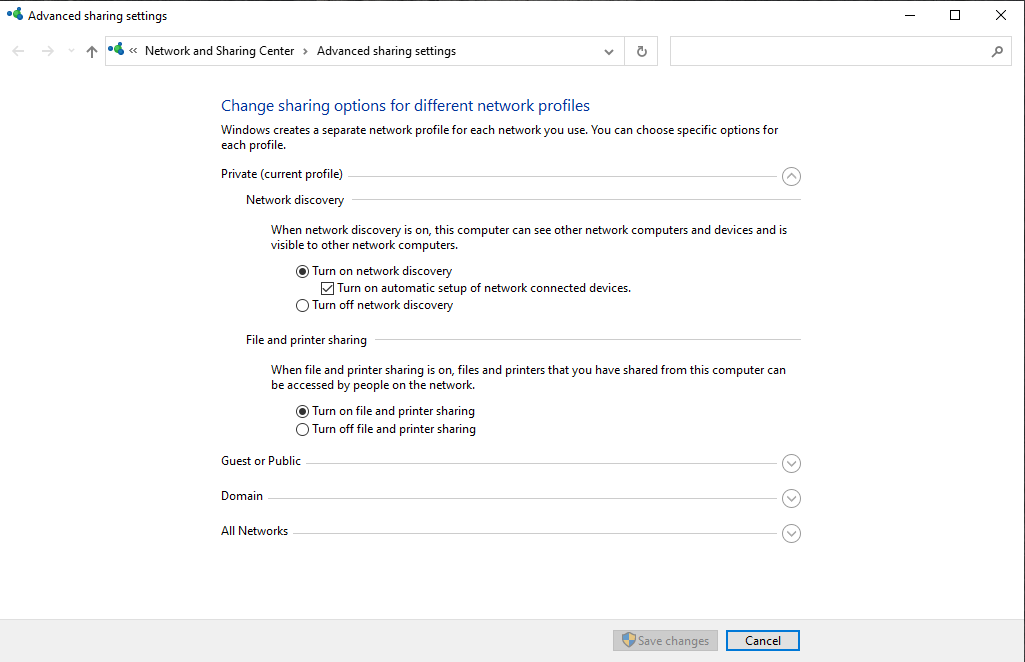 Advanced sharing settings
« Network and Sharing Center › Advanced sharing settings
Change sharing options for different network profiles
Windows creates a separate network profile for each network you use. You can choose specific options for
each profile.
Private (current profile)
Network discovery
When network discovery is on, this computer can see other network computers and devices and is
visible to other network computers.
Turn on network discovery
Turn on automatic setup of network connected devices.
Turn off network discovery
File and printer sharing
When file and printer sharing is on, files and printers that you have shared from this computer can
be accessed by people on the network.
Turn on file and printer sharing
Turn off file and printer sharing
Guest or Public
Domain
All Networks
Save changes
Cancel